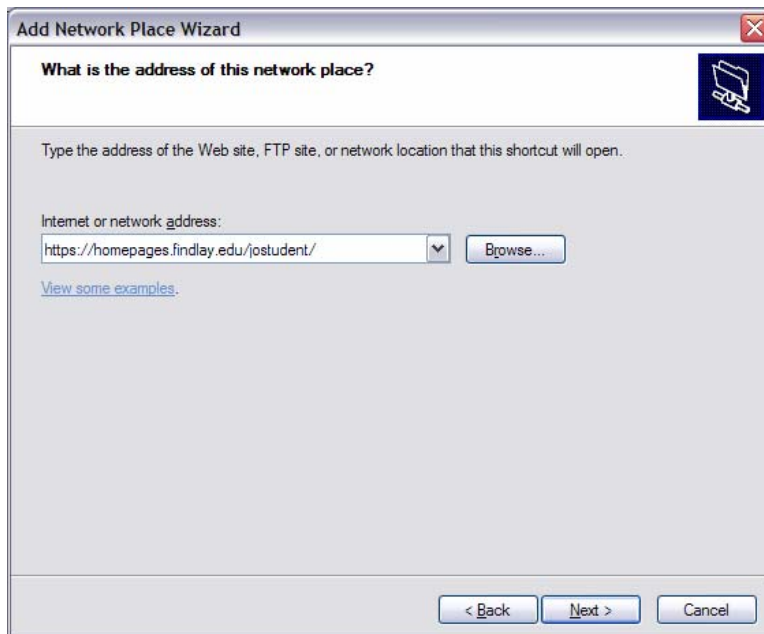 Add Network Place Wizard
What is the address of this network place?
Type the address of the Web site, FTP site, or network location that this shortcut will open.
Internet or network address:
https://homepages.findlay.edu/jostudent/
Browse...
View some examples.
< Back Next > Cancel